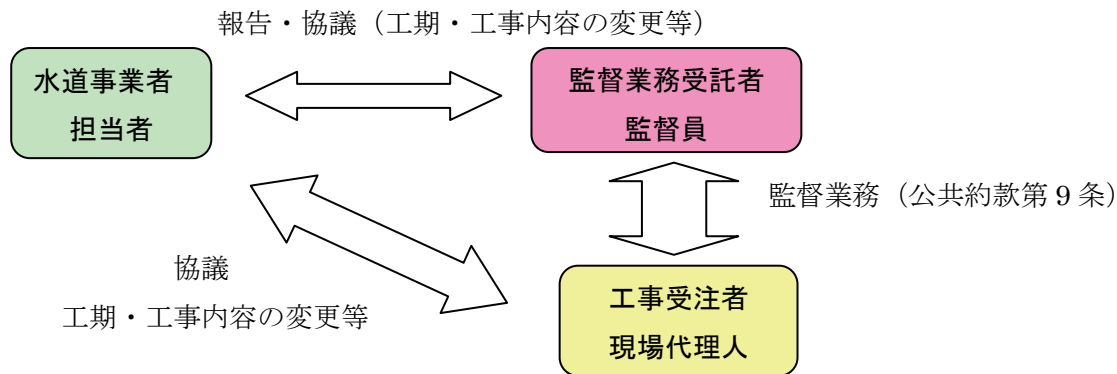 報告・協議（工期・工事内容の変更等）
水道事業者
担当者
監督業務受託者
監督員
監督業務（公共約款第 9 条）
協議
工期・工事内容の変更等
工事受注者
現場代理人